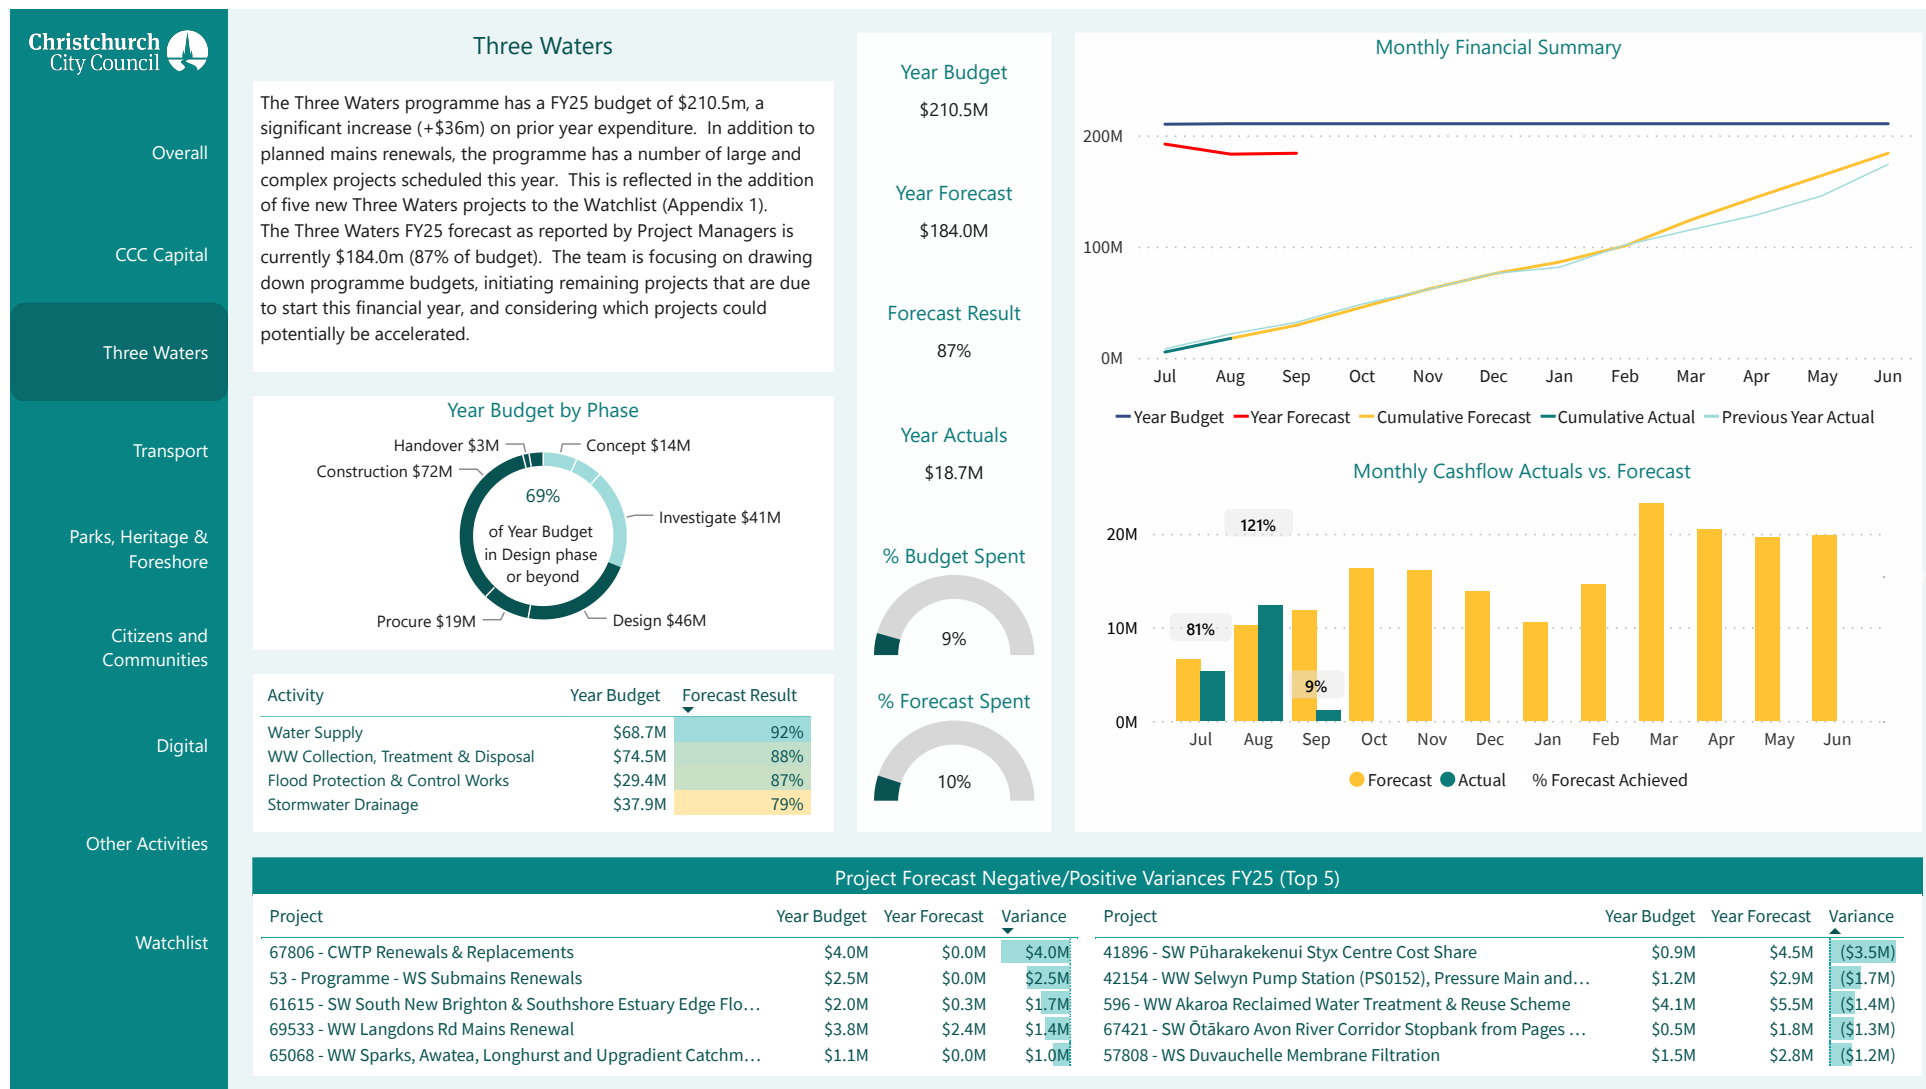 Christchurch
City Council
Overall
CCC Capital
Three Waters
Transport
Parks, Heritage &
Foreshore
Citizens and
Communities
Digital
Other Activities
Watchlist
Three Waters
The Three Waters programme has a FY25 budget of $210.5m, a
significant increase (+$36m) on prior year expenditure.  In addition to
planned mains renewals, the programme has a number of large and
complex projects scheduled this year.  This is reflected in the addition
of five new Three Waters projects to the Watchlist (Appendix 1).
The Three Waters FY25 forecast as reported by Project Managers is
currently $184.0m (87% of budget).  The team is focusing on drawing
down programme budgets, initiating remaining projects that are due
to start this financial year, and considering which projects could
potentially be accelerated.
Year Budget by Phase
Handover $3M
Concept $14M
Construction $72M
Investigate $41M
Procure $19M
Design $46M
69%
of Year Budget
in Design phase
or beyond
Activity Year Budget Forecast Result
Water Supply $68.7M 92%
WW Collection, Treatment & Disposal $74.5M 88%
Flood Protection & Control Works $29.4M 87%
Stormwater Drainage $37.9M 79%
Year Budget
$210.5M
Year Forecast
$184.0M
Forecast Result
87%
Year Actuals
$18.7M
% Budget Spent
9%
% Forecast Spent
10%
Monthly Financial Summary
200M
100M
0M
Jul Aug Sep Oct Nov Dec Jan Feb Mar Apr May Jun
Year Budget Year Forecast Cumulative Forecast Cumulative Actual Previous Year Actual
Monthly Cashflow Actuals vs. Forecast
20M
10M
0M
81%
121%
9%
Jul Aug Sep Oct Nov Dec Jan Feb Mar Apr May Jun
Forecast Actual % Forecast Achieved
Project Forecast Negative/Positive Variances FY25 (Top 5)
Project Year Budget Year Forecast Variance
67806 - CWTP Renewals & Replacements $4.0M $0.0M $4.0M
53 - Programme - WS Submains Renewals $2.5M $0.0M $2.5M
61615 - SW South New Brighton & Southshore Estuary Edge Flo... $2.0M $0.3M $1.7M
69533 - WW Langdons Rd Mains Renewal $3.8M $2.4M $1.4M
65068 - WW Sparks, Awatea, Longhurst and Upgradient Catchm... $1.1M $0.0M $1.0M
Project Year Budget Year Forecast Variance
41896 - SW Pūharakekenui Styx Centre Cost Share $0.9M $4.5M ($3.5M)
42154 - WW Selwyn Pump Station (PS0152), Pressure Main and... $1.2M $2.9M ($1.7M)
596 - WW Akaroa Reclaimed Water Treatment & Reuse Scheme $4.1M $5.5M ($1.4M)
67421 - SW Ōtākaro Avon River Corridor Stopbank from Pages ... $0.5M $1.8M ($1.3M)
57808 - WS Duvauchelle Membrane Filtration $1.5M $2.8M ($1.2M)